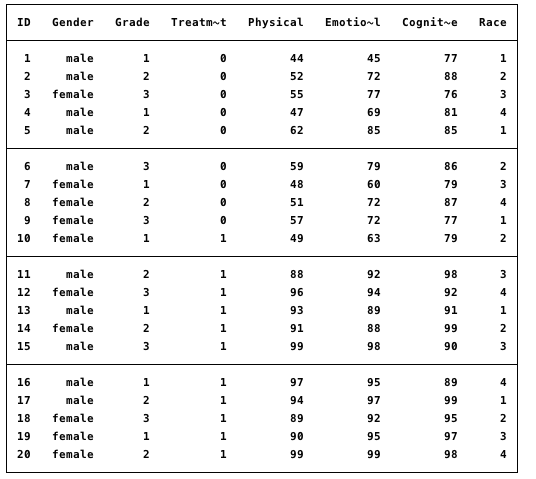 ID Gender Grade Treatm~t Physical Emotio~l Cognit~e Race
1 male 1 0 44 45 77 1
2 male 2 0 52 72 88 2
3 female 3 0 55 77 76 3
4 male 1 0 47 69 81 4
5 male 2 0 62 85 85 1
6 male 3 0 59 79 86 2
7 female 1 0 48 60 79 3
8 female 2 0 51 72 87 4
9 female 3 0 57 72 77 1
10 female 1 1 49 63 79 2
11 male 2 1 88 92 98 3
12 female 3 1 96 94 92 4
13 male 1 1 93 89 91 1
14 female 2 1 91 88 99 2
15 male 3 1 99 98 90 3
16 male 1 1 97 95 89 4
17 male 2 1 94 97 99 1
18 female 3 1 89 92 95 2
19 female 1 1 90 95 97 3
20 female 2 1 99 99 98 4